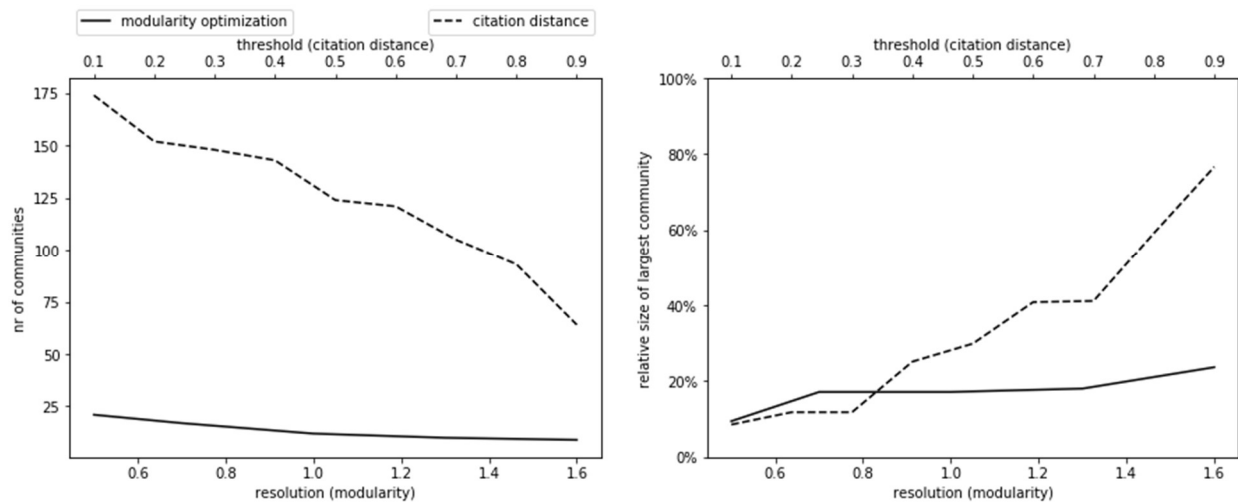 modularity optimization
citation distance
threshold (citation distance)
0.1 0.2 0.3 0.4 0.5 0.6 0.7 0.8 0.9
175
150
125
100
75
50
25
nr of communities
0.6 0.8 1.0 1.2 1.4 1.6
resolution (modularity)
threshold (citation distance)
0.1 0.2 0.3 0.4 0.5 0.6 0.7 0.8 0.9
100%
80%
60%
40%
20%
0%
relative size of largest community
0.6 0.8 1.0 1.2 1.4 1.6
resolution (modularity)